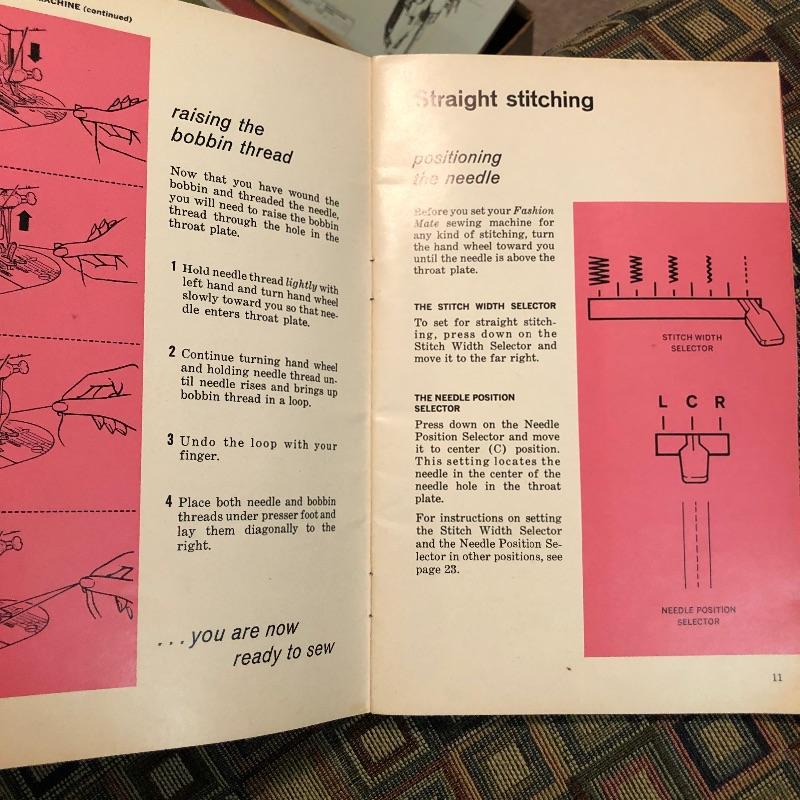 MACHINE (continued)
raising the
bobbin thread
Now that you have wound the
bobbin and threaded the needle,
you will need to raise the bobbin
thread through the hole in the
throat plate.
1 Hold needle thread lightly with
left hand and turn hand wheel
slowly toward you so that nee-
dle enters throat plate.
2 Continue turning hand wheel
and holding needle thread un-
til needle rises and brings up
bobbin thread in a loop.
3 Undo the loop with your
finger.
4 Place both needle and bobbin
threads under presser foot and
lay them diagonally to the
right.
...you are now
ready to sew
Straight stitching
positioning
the needle
Before you set your Fashion
Mate sewing machine for
any kind of stitching, turn
the hand wheel toward you
until the needle is above the
throat plate.
THE STITCH WIDTH SELECTOR
To set for straight stitch-
ing, press down on the
Stitch Width Selector and
move it to the far right.
THE NEEDLE POSITION
SELECTOR
Press down on the Needle
Position Selector and move
it to center (C) position.
This setting locates the
needle in the center of the
needle hole in the throat
plate.
For instructions on setting
the Stitch Width Selector
and the Needle Position Se-
lector in other positions, see
page 23.
STITCH WIDTH
SELECTOR
L C R
NEEDLE POSITION
SELECTOR
11